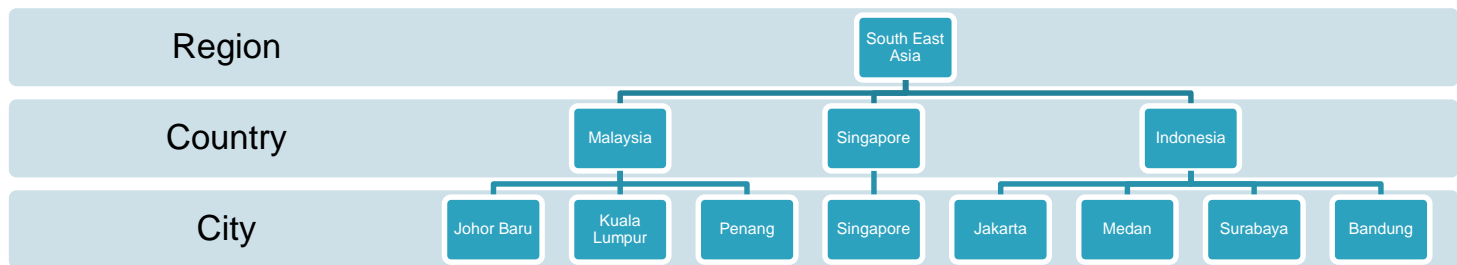 Region
South East
Asia
Country
Malaysia
Singapore
Indonesia
City
Johor Baru
Kuala
Lumpur
Penang
Singapore
Jakarta
Medan
Surabaya
Bandung